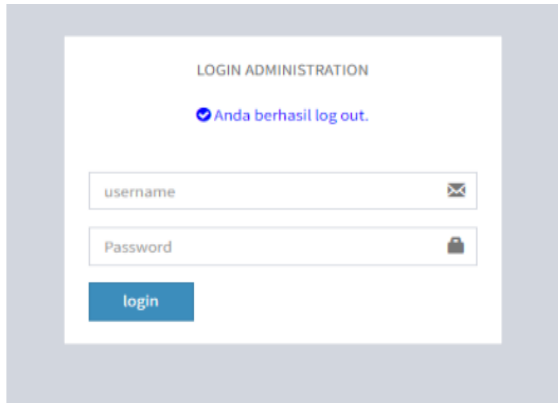 LOGIN ADMINISTRATION
Anda berhasil log out.
username
Password
login